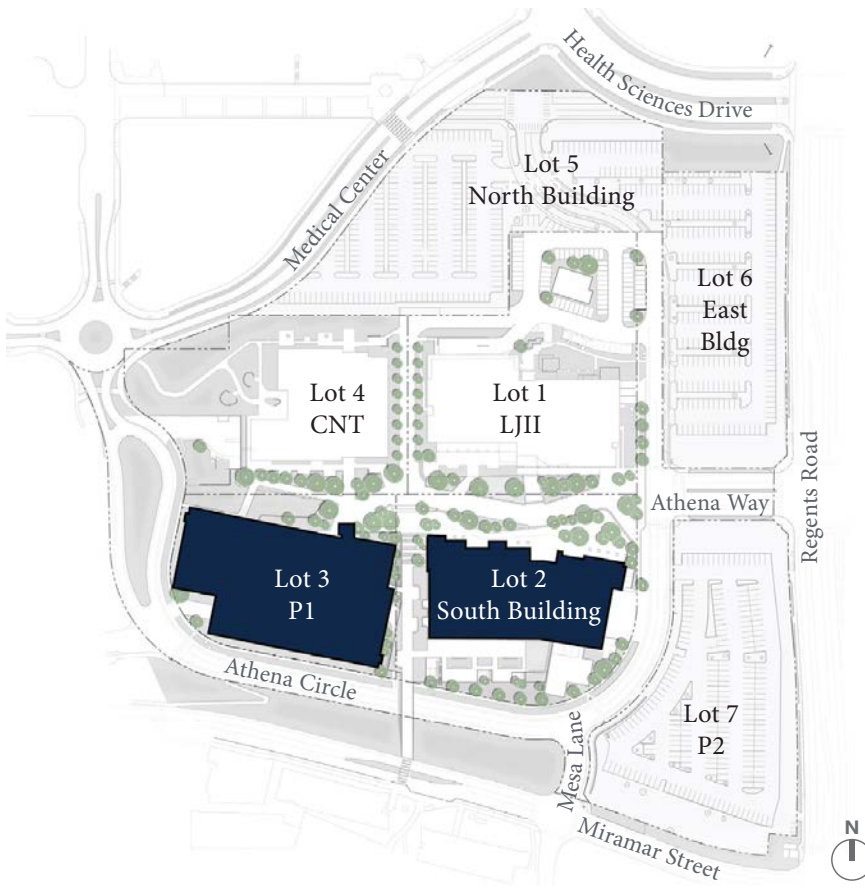 Health Sciences Drive
Medical Center
Lot 5
North Building
Lot 6
East
Bldg
Lot 4
CNT
Lot 1
LJII
Regents Road
Athena Way
Lot 3
P1
Lot 2
South Building
Athena Circle
Lot 7
P2
Mesa Lane
Miramar Street
N